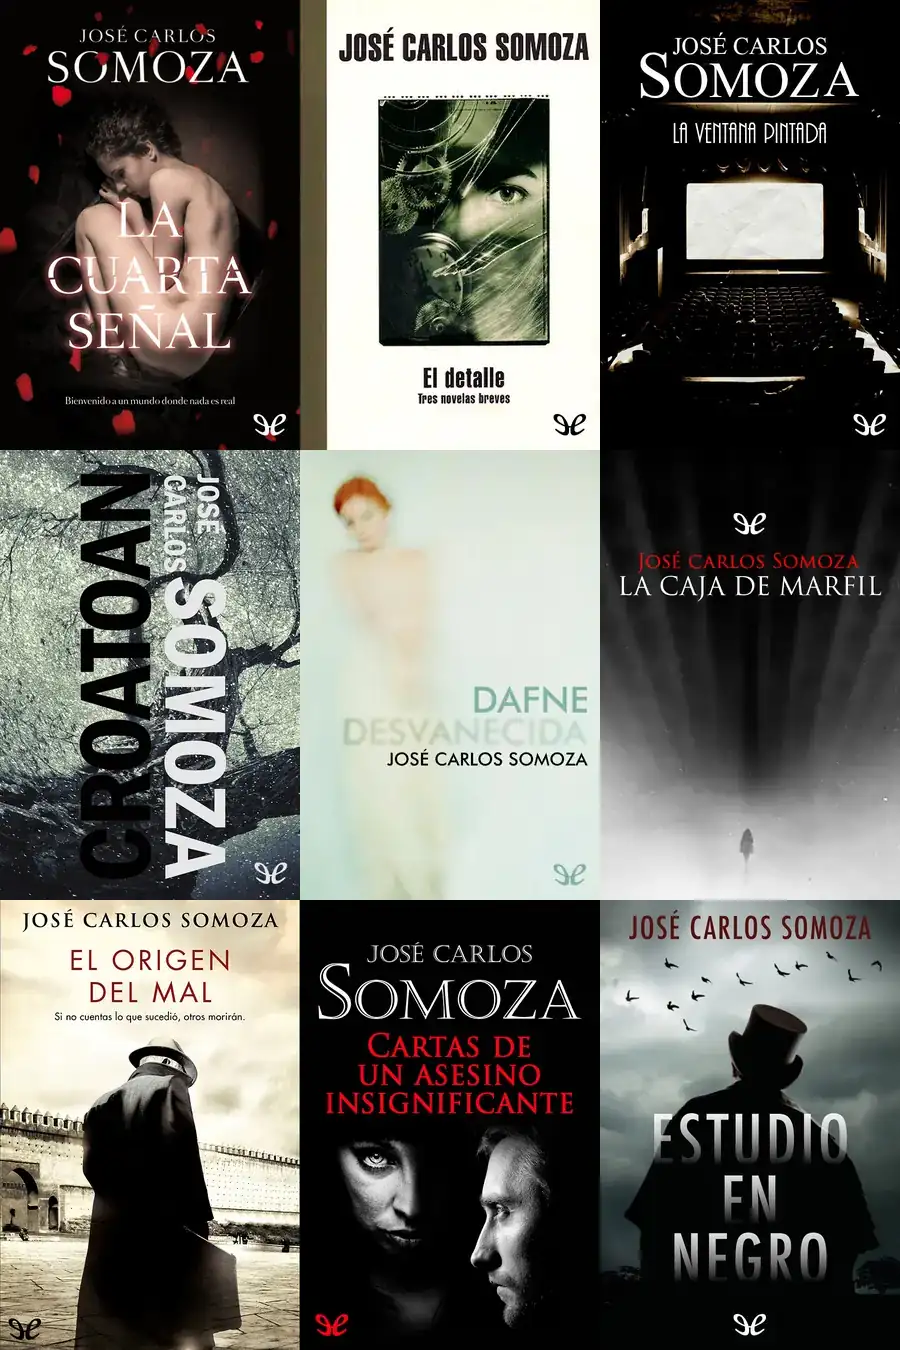 JOSÉ CARLOS
SOMOZA
LA
CUARTA
SEÑAL
Bienvenido a un mundo donde nada es real
JOSÉ CARLOS SOMOZA
El detalle
Tres novelas breves
JOSÉ CARLOS
SOMOZA
LA VENTANA PINTADA
CROATOAN
JOSÉ
CARLOS
SOMOZA
DAFNE
DESVANECIDA
JOSÉ CARLOS SOMOZA
JOSÉ CARLOS SOMOZA
LA CAJA DE MARFIL
JOSÉ CARLOS SOMOZA
EL ORIGEN
DEL MAL
Si no cuentas lo que sucedió, otros morirán.
JOSÉ CARLOS
SOMOZA
CARTAS DE
UN ASESINO
INSIGNIFICANTE
JOSÉ CARLOS SOMOZA
ESTUDIO
EN
NEGRO